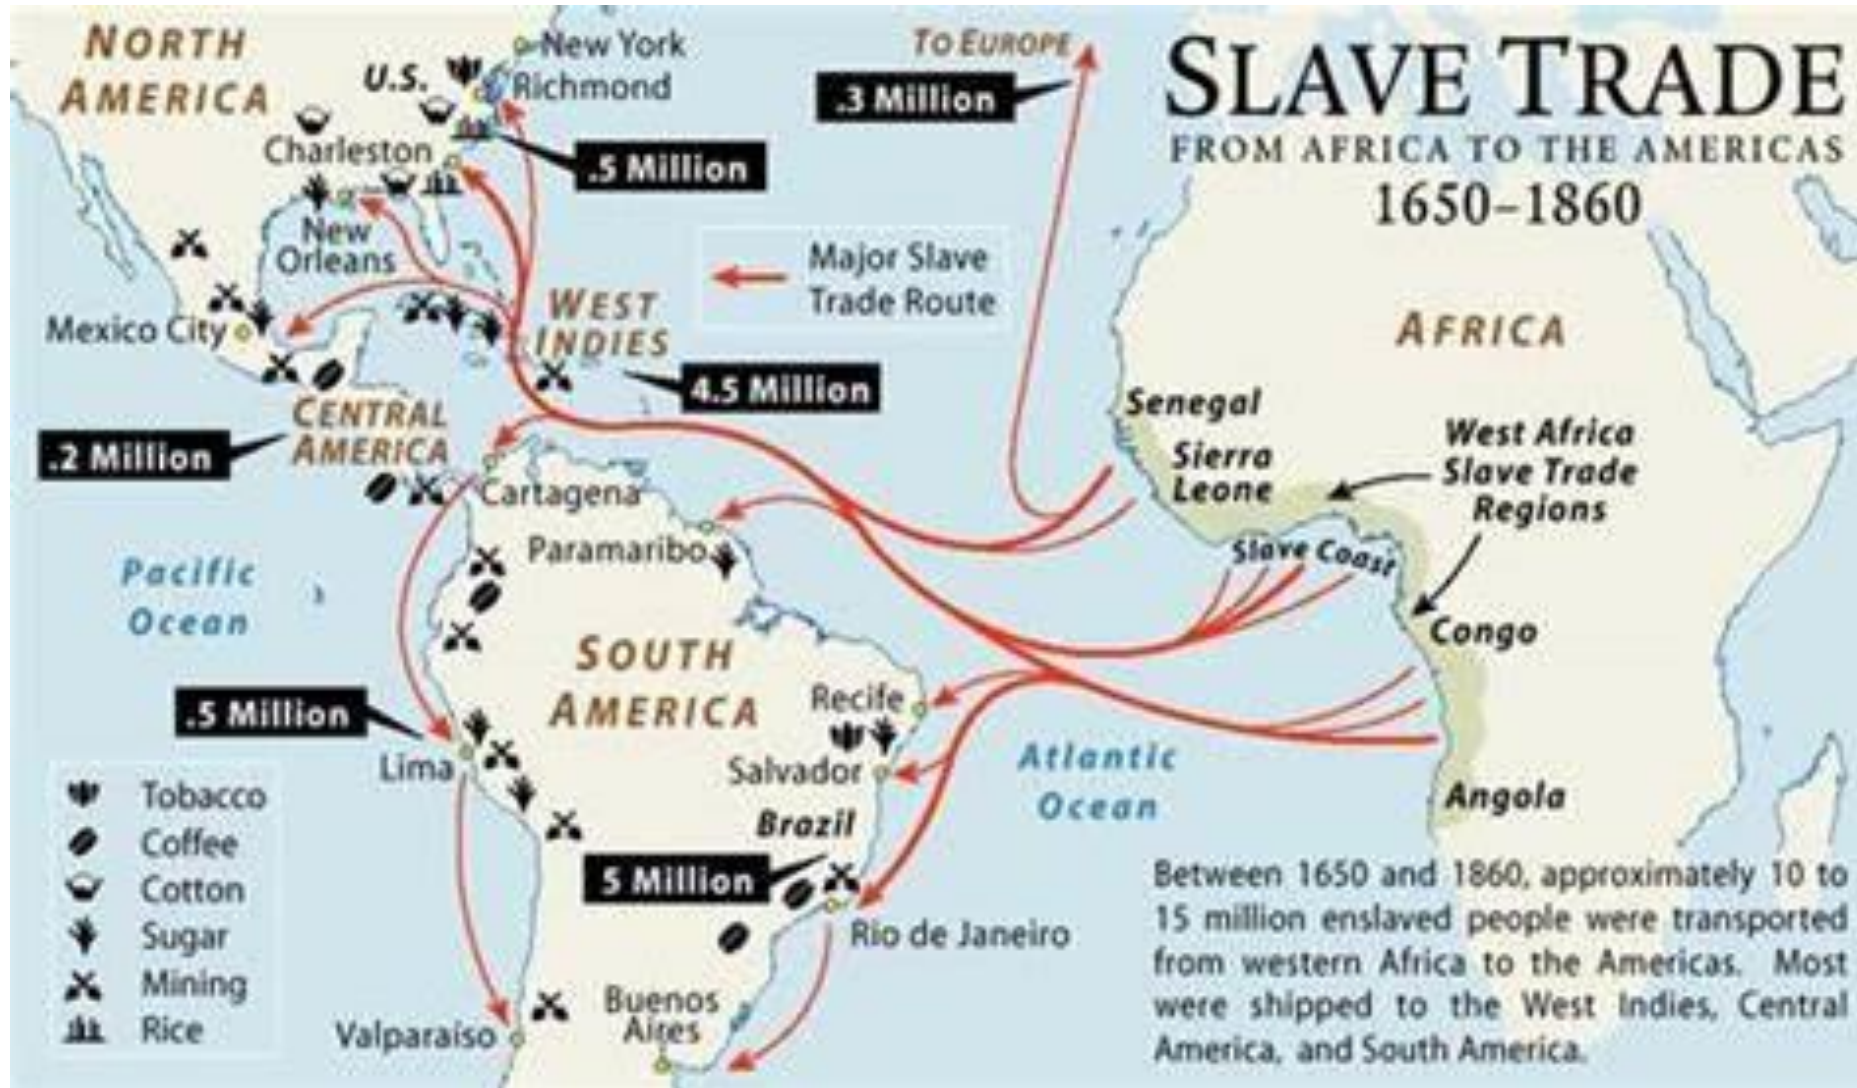 SLAVE TRADE
FROM AFRICA TO THE AMERICAS
1650–1860
NORTH
AMERICA
U.S.
New York
Richmond
Charleston
.5 Million
New
Orleans
Mexico City
TO EUROPE
.3 Million
Major Slave
Trade Route
WEST
INDIES
4.5 Million
CENTRAL
AMERICA
.2 Million
AFRICA
Senegal
Sierra
Leone
West Africa
Slave Trade
Regions
Slave Coast
Congo
Angola
Cartagena
Paramaribo
Pacific
Ocean
SOUTH
AMERICA
Recife
Salvador
Brazil
5 Million
.5 Million
Lima
Atlantic
Ocean
Rio de Janeiro
Buenos
Aires
Valparaiso
Tobacco
Coffee
Cotton
Sugar
Mining
Rice
Between 1650 and 1860, approximately 10 to
15 million enslaved people were transported
from western Africa to the Americas. Most
were shipped to the West Indies, Central
America, and South America.